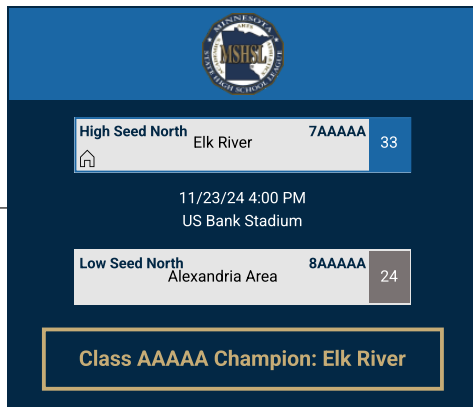 MINNESOTA
MSHSL
STATE HIGH SCHOOL LEAGUE
High Seed North
Elk River
7AAAAA
33
11/23/24 4:00 PM
US Bank Stadium
Low Seed North
Alexandria Area
8AAAAA
24
Class AAAAA Champion: Elk River